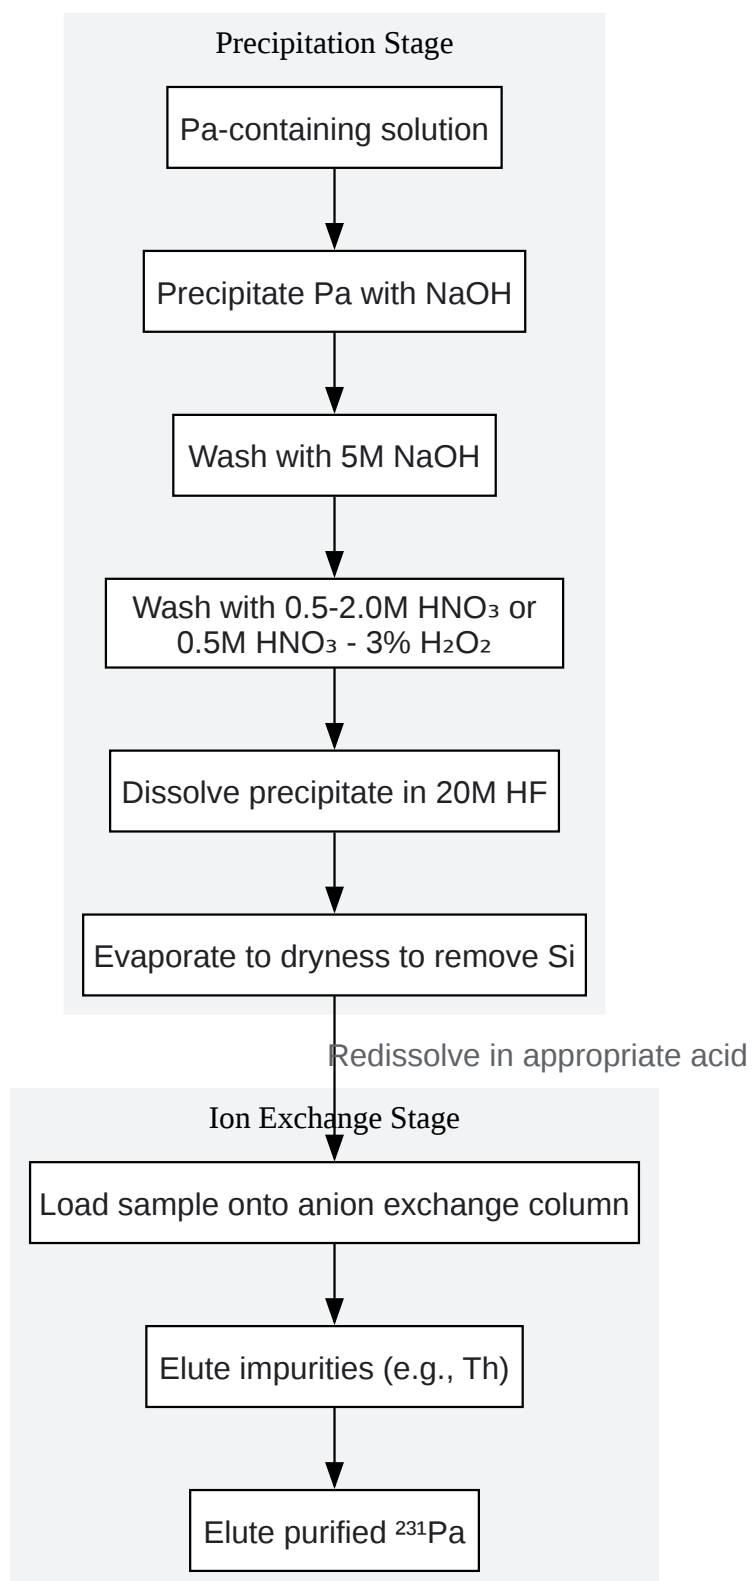 Precipitation Stage
Pa-containing solution
Precipitate Pa with NaOH
Wash with 5M NaOH
Wash with 0.5-2.0M HNO₃ or
0.5M HNO₃ - 3% H₂O₂
Dissolve precipitate in 20M HF
Evaporate to dryness to remove Si
Redissolve in appropriate acid
Ion Exchange Stage
Load sample onto anion exchange column
Elute impurities (e.g., Th)
Elute purified ²³¹Pa